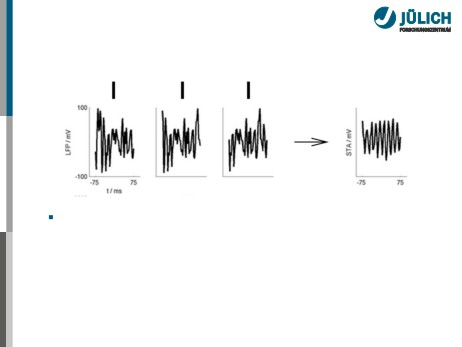 JÜLICH
FORSCHUNGSZENTRUM
100
LFP / mV
-100
-75
75
t / ms
STA / mV
-75
75